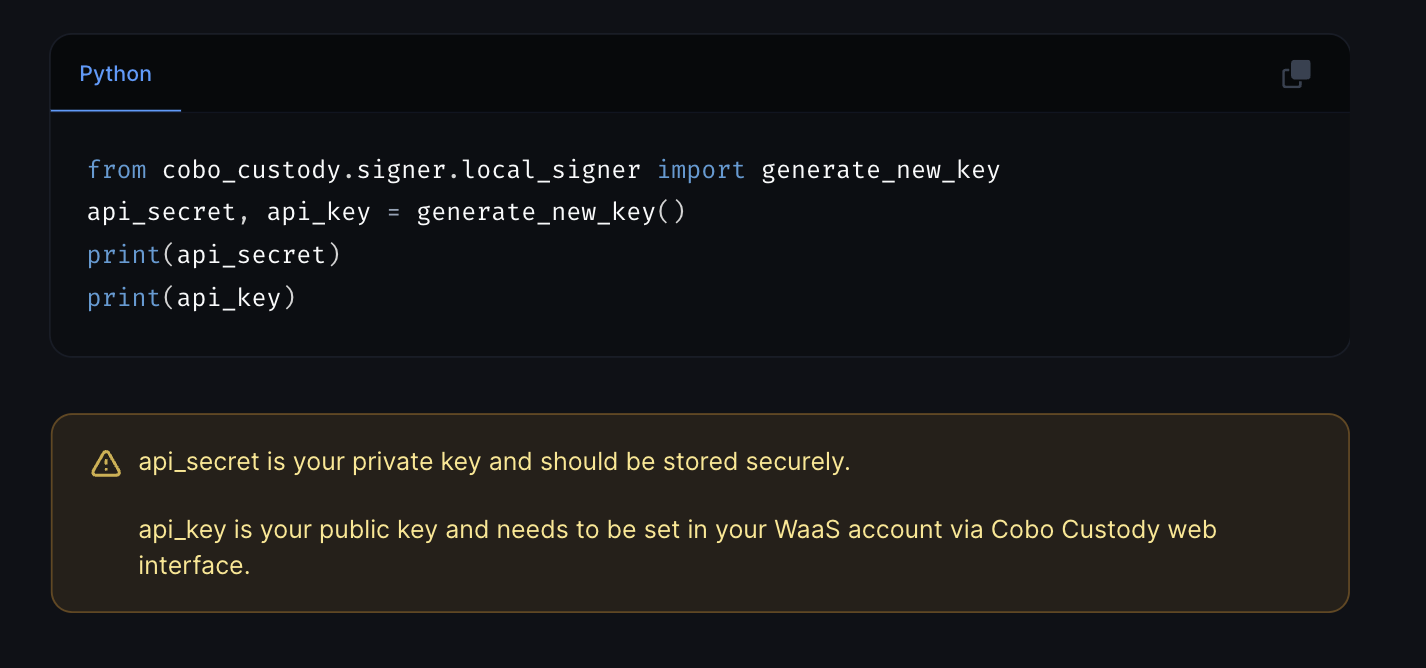 Python
from cobo_custody.signer.local_signer import generate_new_key
api_secret, api_key = generate_new_key()
print(api_secret)
print(api_key)
api_secret is your private key and should be stored securely.
api_key is your public key and needs to be set in your WaaS account via Cobo Custody web
interface.